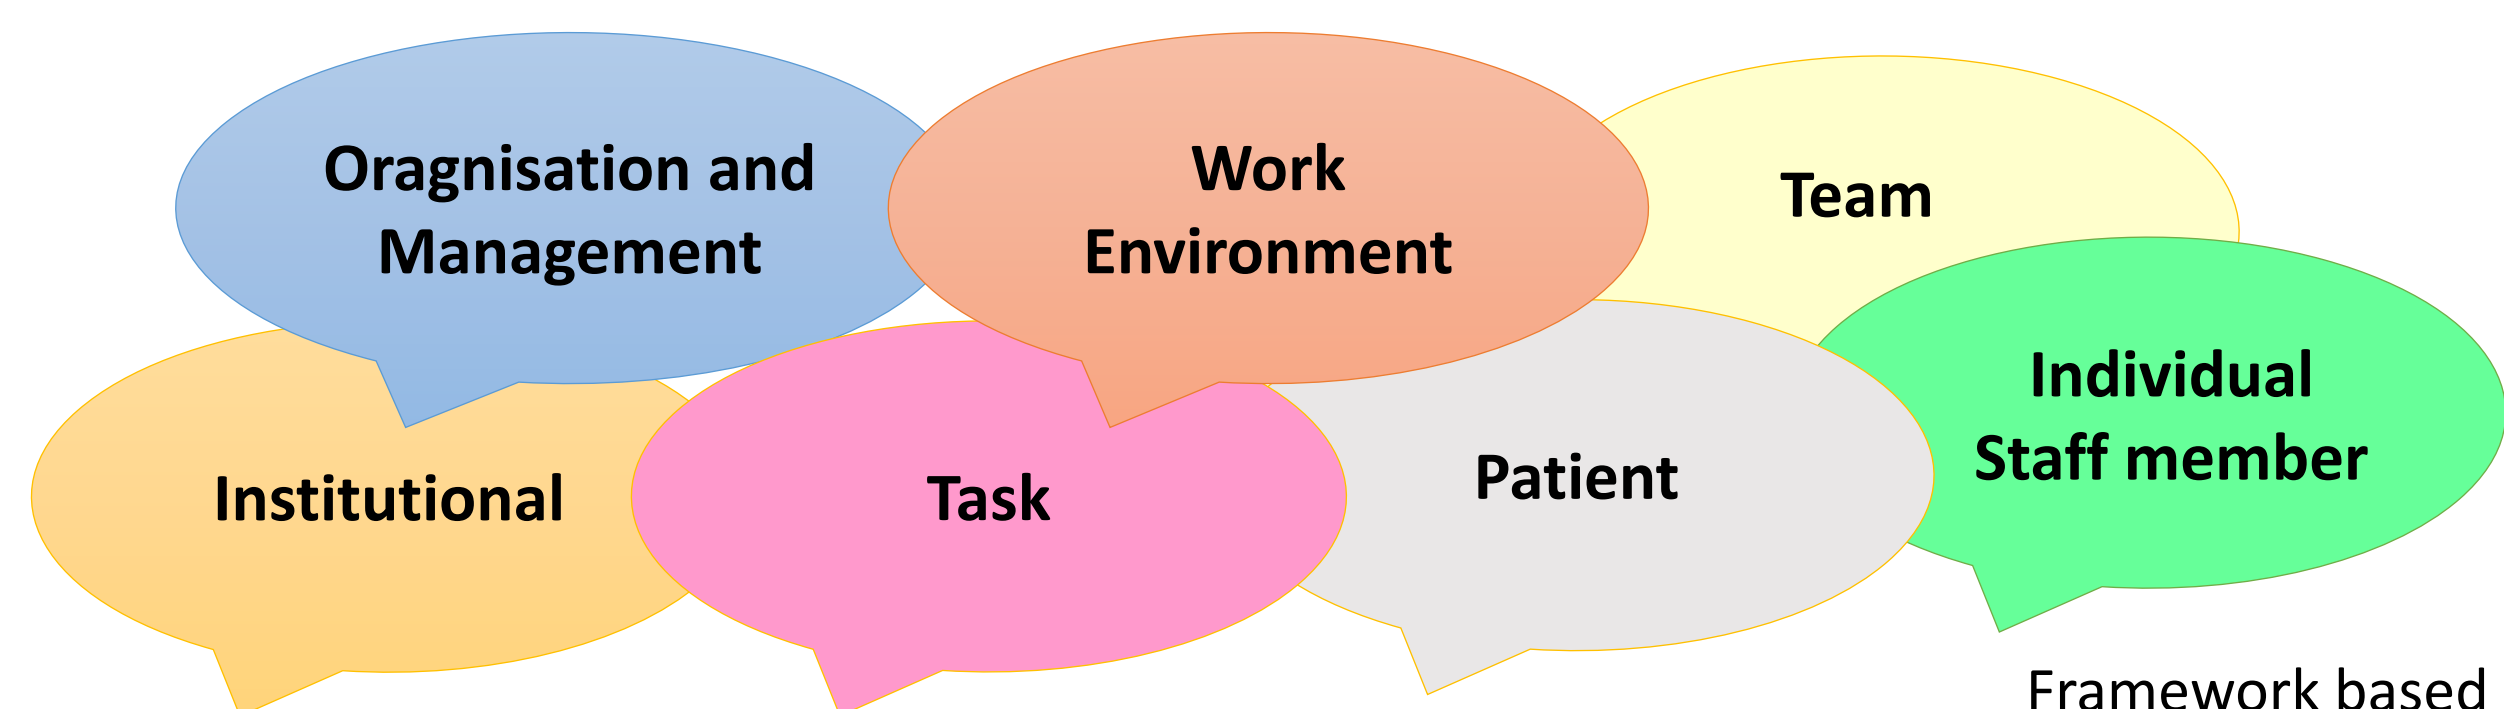 Oragnisation and
Management
Work
Environment
Team
Individual
Staff member
Institutional
Task
Patient
Framework based